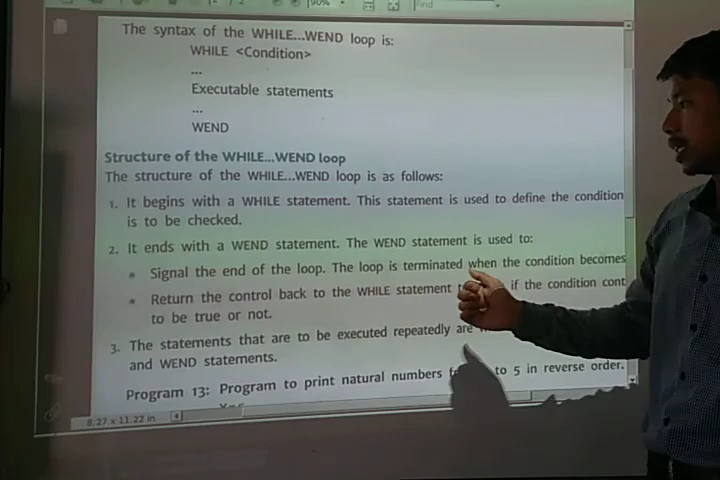 90%
Find
The syntax of the WHILE...WEND loop is:
WHILE <Condition>
...
Executable statements
...
WEND
Structure of the WHILE...WEND loop
The structure of the WHILE...WEND loop is as follows:
1. It begins with a WHILE statement. This statement is used to define the condition
is to be checked.
2. It ends with a WEND statement. The WEND statement is used to:
• Signal the end of the loop. The loop is terminated when the condition becomes
• Return the control back to the WHILE statement if the condition cont
to be true or not.
3. The statements that are to be executed repeatedly are
and WEND statements.
Program 13: Program to print natural numbers to 5 in reverse order.
8.27 x 11.22 in